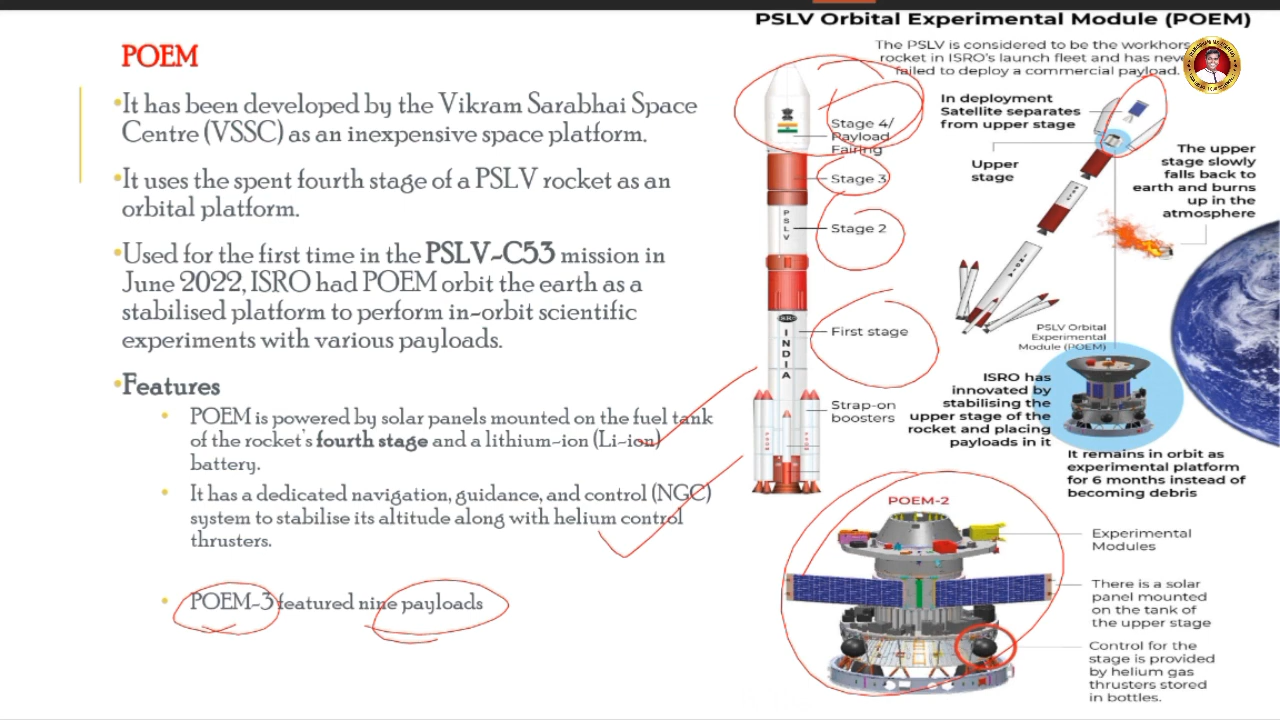 POEM
•It has been developed by the Vikram Sarabhai Space
Centre (VSSC) as an inexpensive space platform.
•It uses the spent fourth stage of a PSLV rocket as an
orbital platform.
•Used for the first time in the PSLV-C53 mission in
June 2022, ISRO had POEM orbit the earth as a
stabilised platform to perform in-orbit scientific
experiments with various payloads.
•Features
• POEM is powered by solar panels mounted on the fuel tank
of the rocket's fourth stage and a lithium-ion (Li-ion)
battery.
• It has a dedicated navigation, guidance, and control (NGC)
system to stabilise its altitude along with helium control
thrusters.
• POEM-3 featured nine payloads
PSLV Orbital Experimental Module (POEM)
The PSLV is considered to be the workhors
rocket in ISRO's launch fleet and has neve
failed to deploy a commercial payload.
Stage 4/
Payload
Fairing
Stage 3
Stage 2
First stage
Strap-on
boosters
PSLV
INDIA
In deployment
Satellite separates
from upper stage
Upper
stage
The upper
stage slowly
falls back to
earth and burns
up in the
atmosphere
PSLV Orbital
Experimental
Module (POEM)
ISRO has
innovated by
stabilising the
upper stage of the
rocket and placing
payloads in it
It remains in orbit as
experimental platform
for 6 months instead of
becoming debris
POEM-2
Experimental
Modules
There is a solar
panel mounted
on the tank of
the upper stage
Control for the
stage is provided
by helium gas
thrusters stored
in bottles.